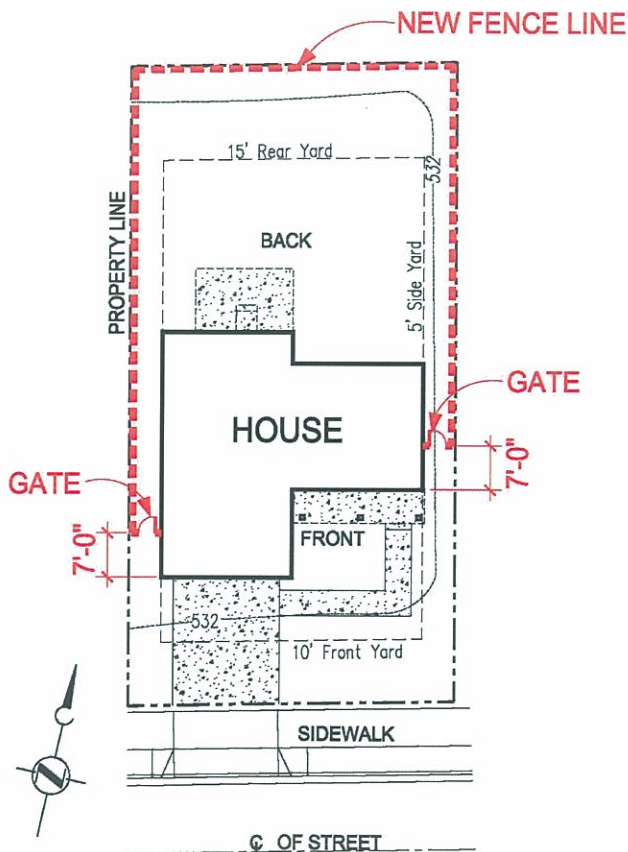 NEW FENCE LINE
15' Rear Yard
532
PROPERTY LINE
BACK
5' Side Yard
GATE
HOUSE
7'-0"
GATE
7'-0"
FRONT
532
10' Front Yard
N
SIDEWALK
℄ OF STREET